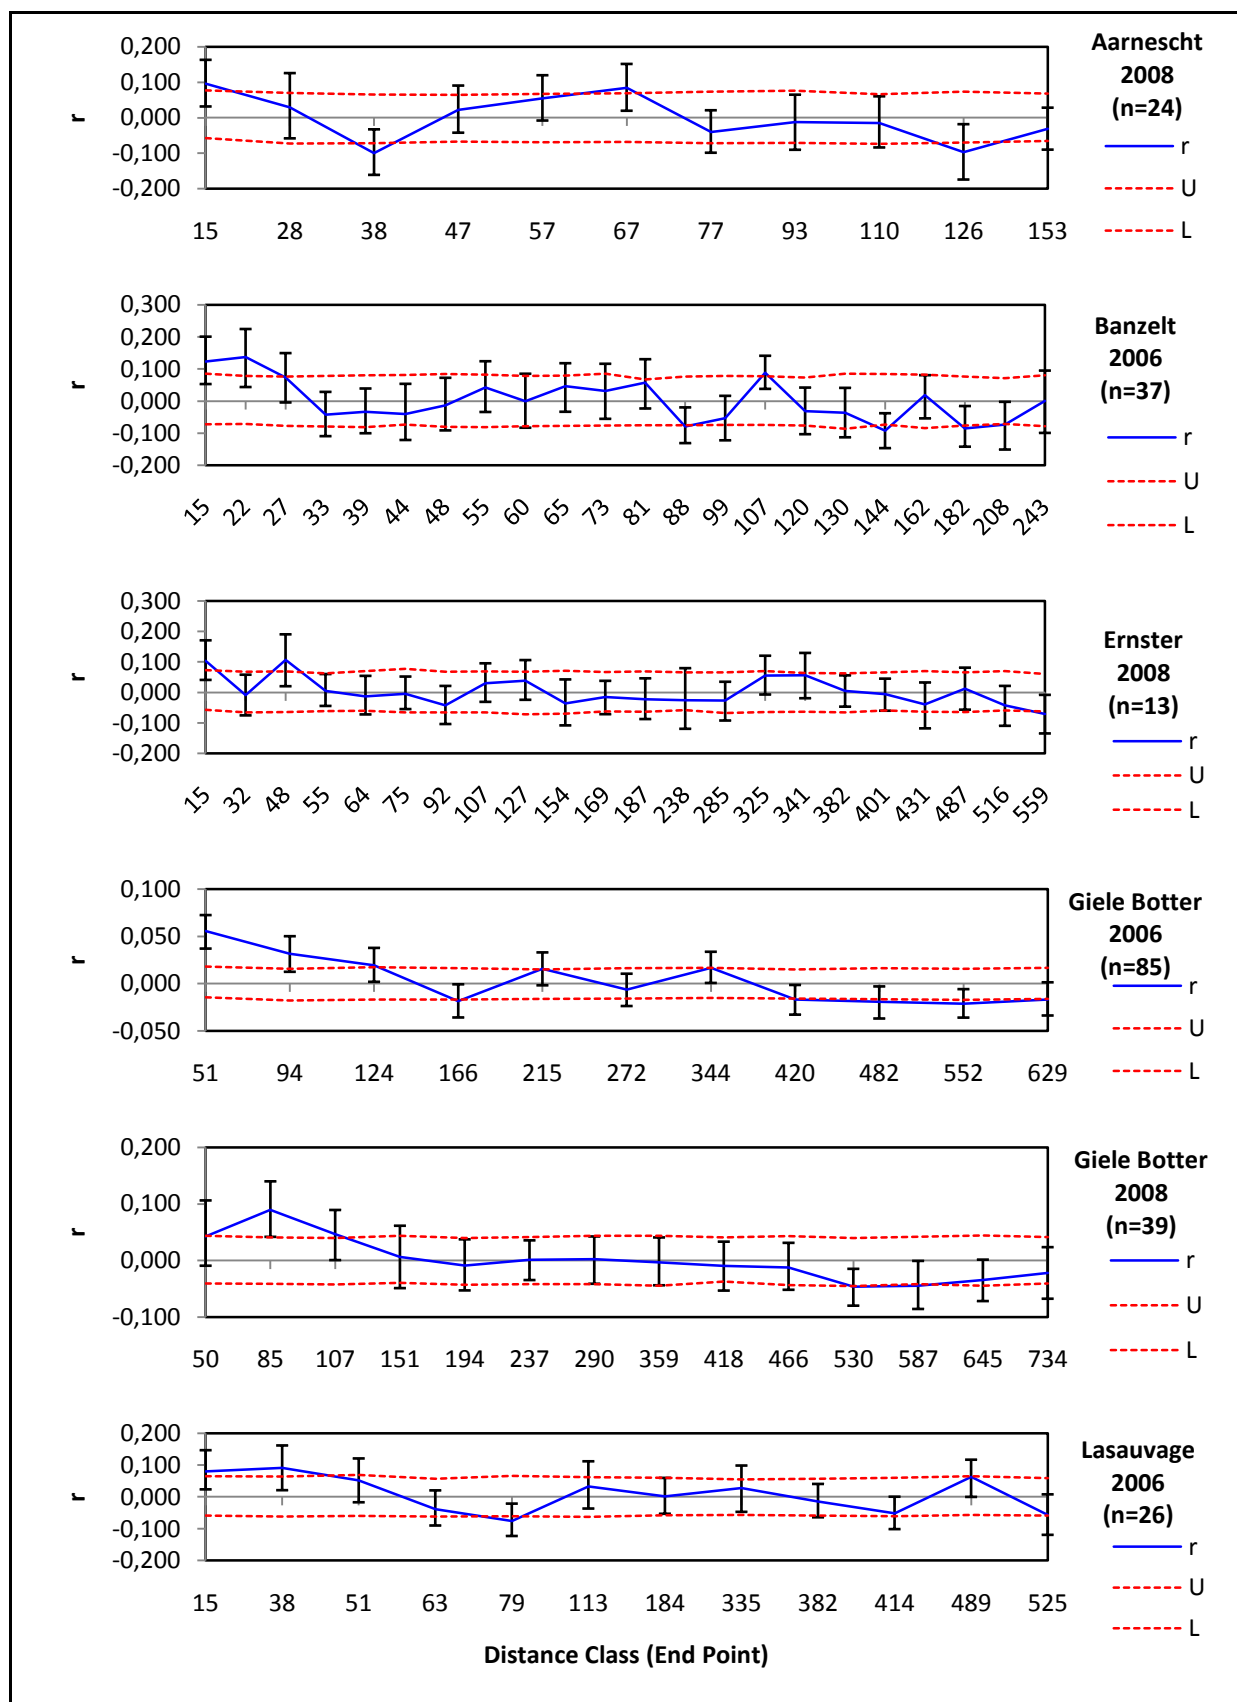 Aarnescht
2008
(n=24)
r
U
L
0,200
0,100
0,000
-0,100
-0,200
r
15 28 38 47 57 67 77 93 110 126 153
Banzelt
2006
(n=37)
r
U
L
0,300
0,200
0,100
0,000
-0,100
-0,200
r
15 22 27 33 39 44 48 55 60 65 73 81 88 99 107 120 130 144 162 182 208 243
Ernster
2008
(n=13)
r
U
L
0,300
0,200
0,100
0,000
-0,100
-0,200
r
15 32 48 55 64 75 92 107 127 154 169 187 238 285 325 341 382 401 431 487 516 559
Giele Botter
2006
(n=85)
r
U
L
0,100
0,050
0,000
-0,050
r
51 94 124 166 215 272 344 420 482 552 629
Giele Botter
2008
(n=39)
r
U
L
0,200
0,100
0,000
-0,100
r
50 85 107 151 194 237 290 359 418 466 530 587 645 734
Lasauvage
2006
(n=26)
r
U
L
0,200
0,100
0,000
-0,100
-0,200
r
15 38 51 63 79 113 184 335 382 414 489 525
Distance Class (End Point)